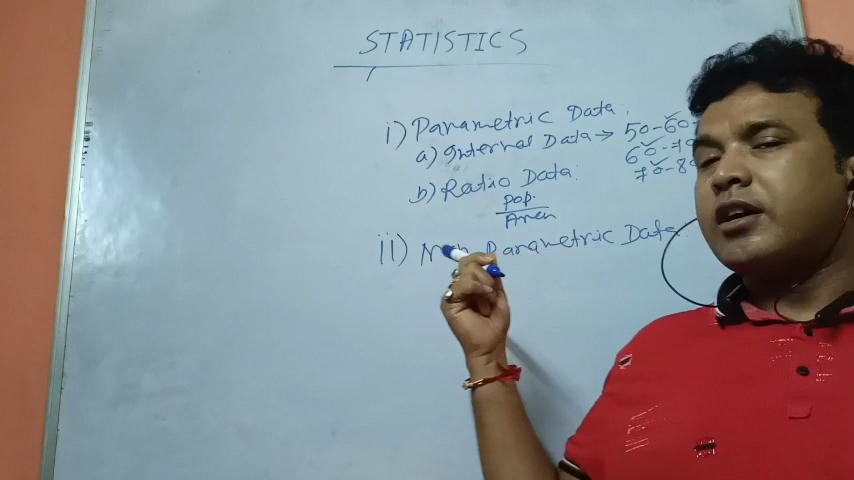 STATISTICS
i) Parametric Data.
a) Interval Data → 50-60-
60-70
70-80
b) Ratio Data:
Pop.
Area
ii) Non Parametric Data